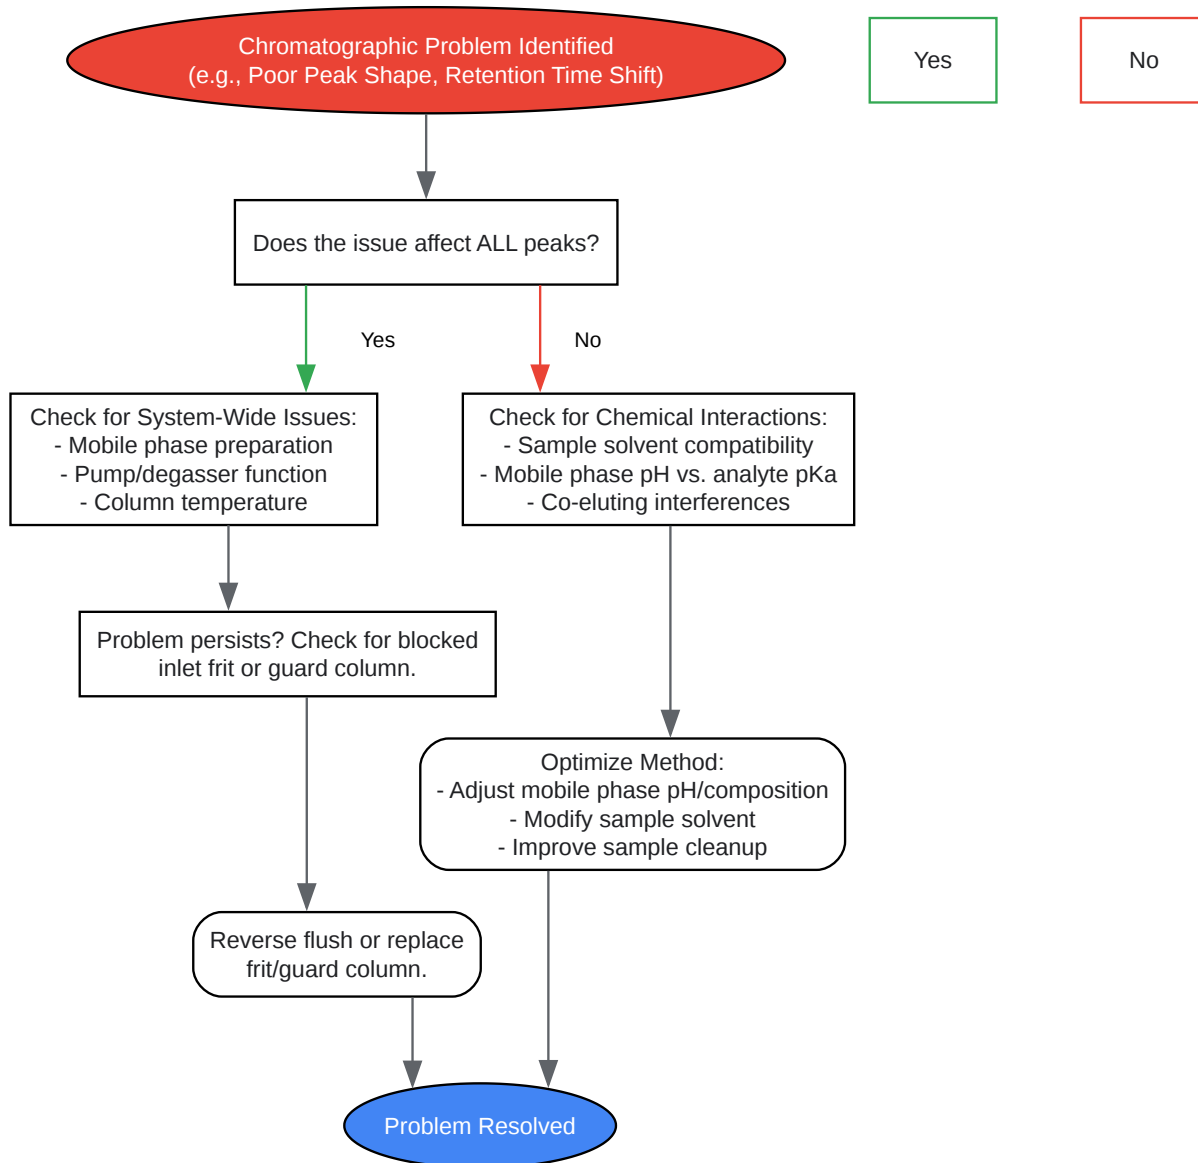 Chromatographic Problem Identified
(e.g., Poor Peak Shape, Retention Time Shift)
Yes
No
Does the issue affect ALL peaks?
Yes
No
Check for System-Wide Issues:
- Mobile phase preparation
- Pump/degasser function
- Column temperature
Check for Chemical Interactions:
- Sample solvent compatibility
- Mobile phase pH vs. analyte pKa
- Co-eluting interferences
Problem persists? Check for blocked
inlet frit or guard column.
Optimize Method:
- Adjust mobile phase pH/composition
- Modify sample solvent
- Improve sample cleanup
Reverse flush or replace
frit/guard column.
Problem Resolved